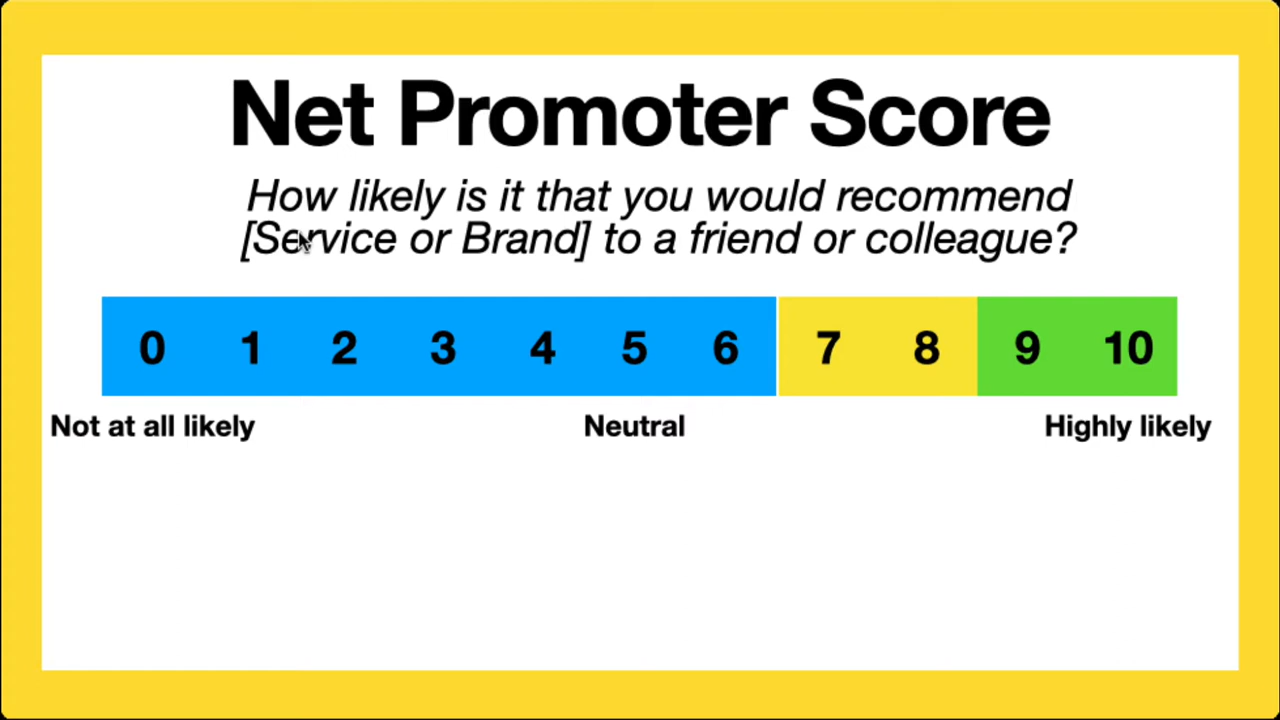 Net Promoter Score
How likely is it that you would recommend
[Service or Brand] to a friend or colleague?
0 1 2 3 4 5 6 7 8 9 10
Not at all likely Neutral Highly likely